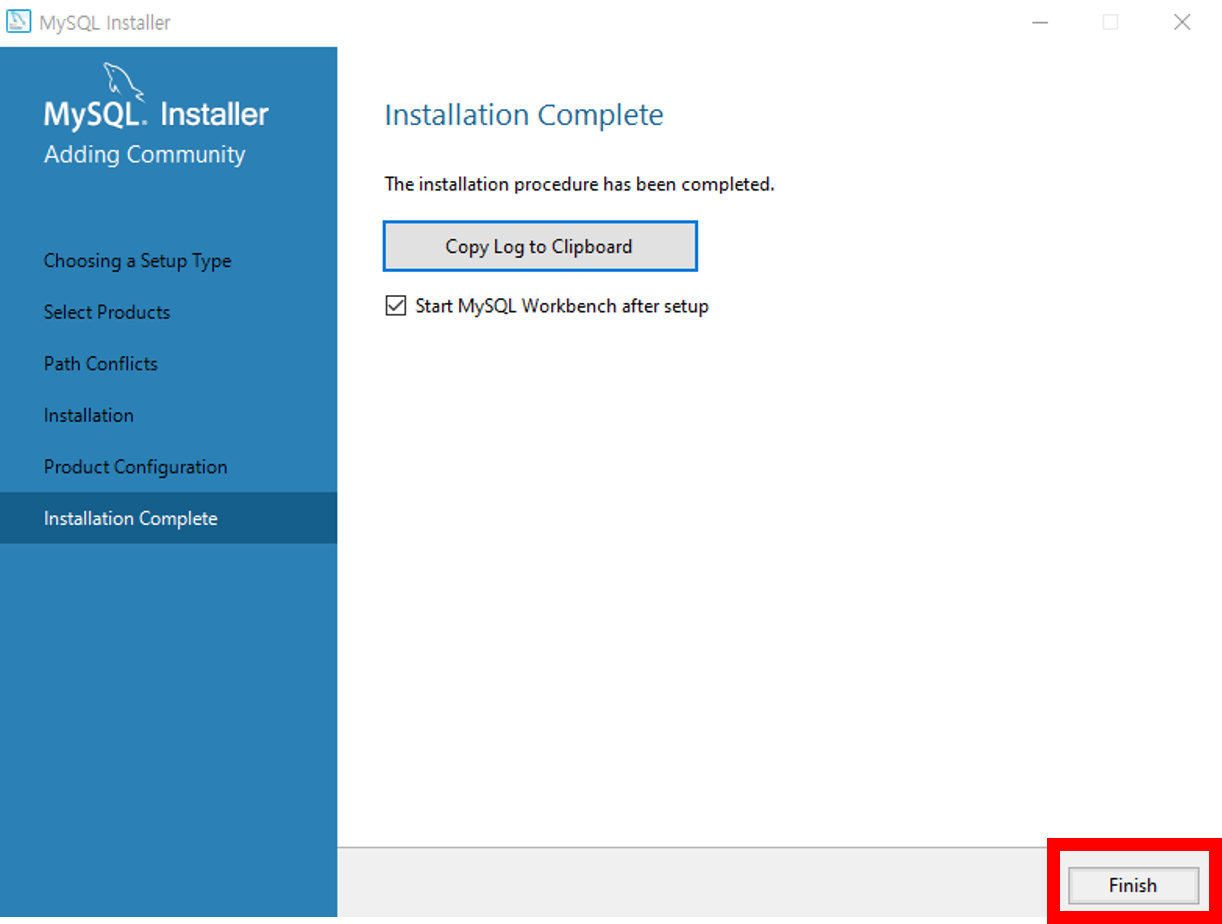 MySQL Installer
MySQL. Installer
Adding Community
Choosing a Setup Type
Select Products
Path Conflicts
Installation
Product Configuration
Installation Complete
Installation Complete
The installation procedure has been completed.
Copy Log to Clipboard
Start MySQL Workbench after setup
Finish